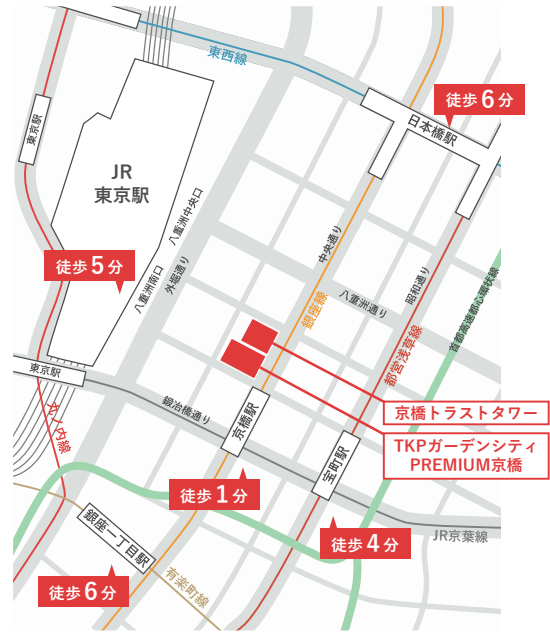 東西線
徒歩6分
日本橋駅
東京駅
JR
東京駅
八重洲中央口
徒歩5分
八重洲南口
外堀通り
中央通り
昭和通り
八重洲通り
首都高速都心環状線
銀座線
都営浅草線
東京駅
丸ノ内線
鍛冶橋通り
京橋駅
京橋トラストタワー
TKPガーデンシティ
PREMIUM京橋
宝町駅
徒歩1分
銀座一丁目駅
徒歩4分
JR京葉線
徒歩6分
有楽町線